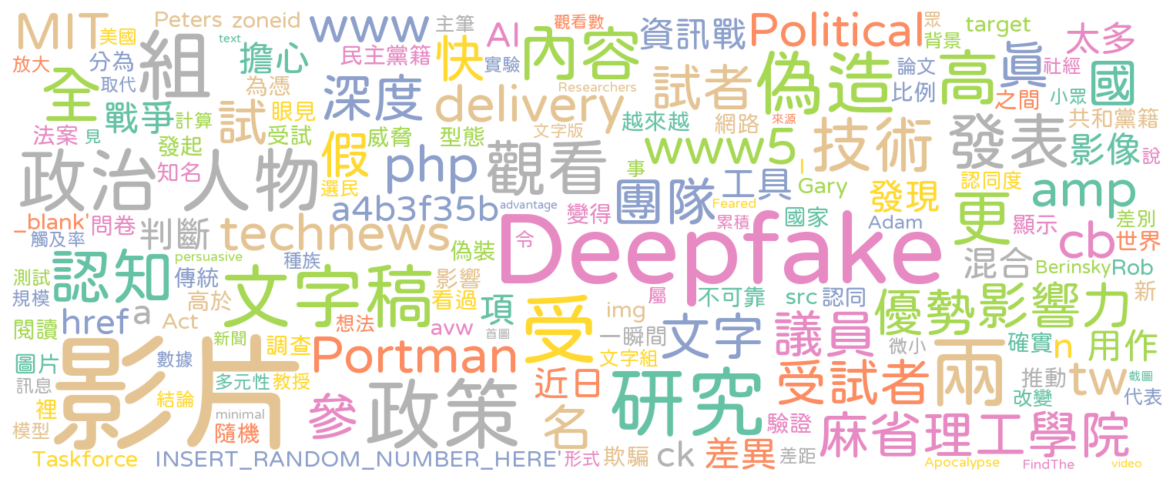 MIT 美國 Peters zoneid www 主筆 觀看數 Political 眾 target 太多
放大 分為 組 text 擔心 民主黨籍 AI 內容 資訊戰 背景
取代 全 為憑 深度 快 實驗 偽造 高 論文 真 社經 國
戰爭 試 眼見 delivery Researchers 試者 比例 之間 小眾
法案 見 計算 受試 威脅 型態 文字版 越來越 網路 來源 技術 發表 共和黨籍
發起 假 www5 影像 說
政治人物 知名 選民 php 觀看 事 團隊 工具 I Gary 發現 認同度 amp
_blank' 問卷 a4b3f35b advantage 變得 Feared 國家 Adam 更 顯示 差別
觸及率 判斷 technews 偽裝 令 Deepfake 累積 cb 世界
persuasive 種族 混合 Berinsky Rob
測試 認知 傳統 文字稿 影響 不可靠 src 認同 新
規模 高於 看過 項 img 優勢 影響力
閱讀 href a Act 想法 avw 首圖 受 一瞬間 文字 屬 議員 微小 確實 n 用作
圖片 新聞 調查 Portman 文字組 兩
訊息 影片 數據 多元性 教授 近日 研究 受試者 推動 tw 截圖
裡 結論 參 政策 名 改變 代表
模型 minimal 隨機 驗證 麻省理工學院
Taskforce INSERT_RANDOM_NUMBER_HERE' 形式 欺騙 ck 差異 差距 Apocalypse FindThe video